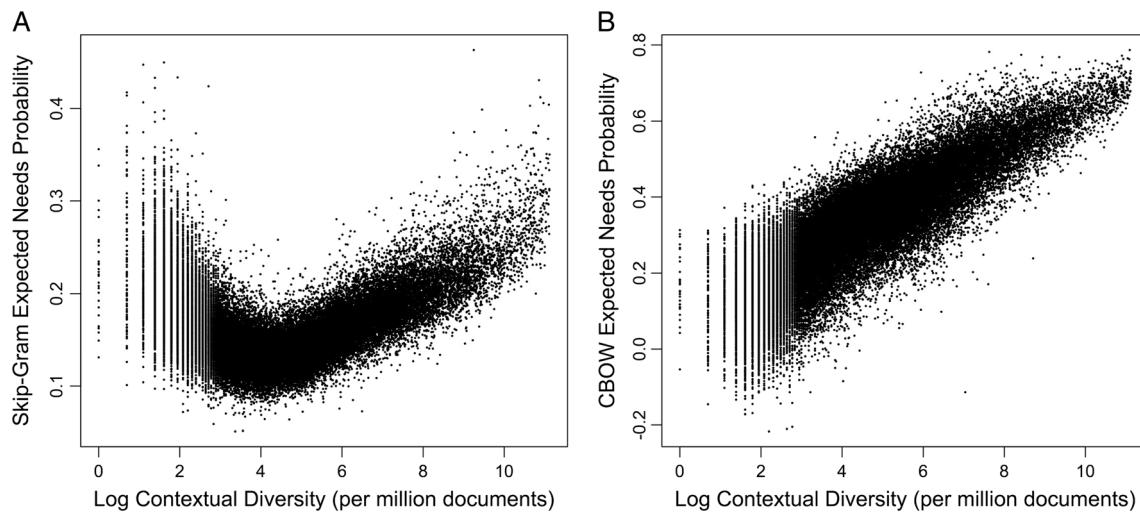 A
Skip-Gram Expected Needs Probability
0.4
0.3
0.2
0.1
0 2 4 6 8 10
Log Contextual Diversity (per million documents)
B
CBOW Expected Needs Probability
0.8
0.6
0.4
0.2
0.0
-0.2
0 2 4 6 8 10
Log Contextual Diversity (per million documents)